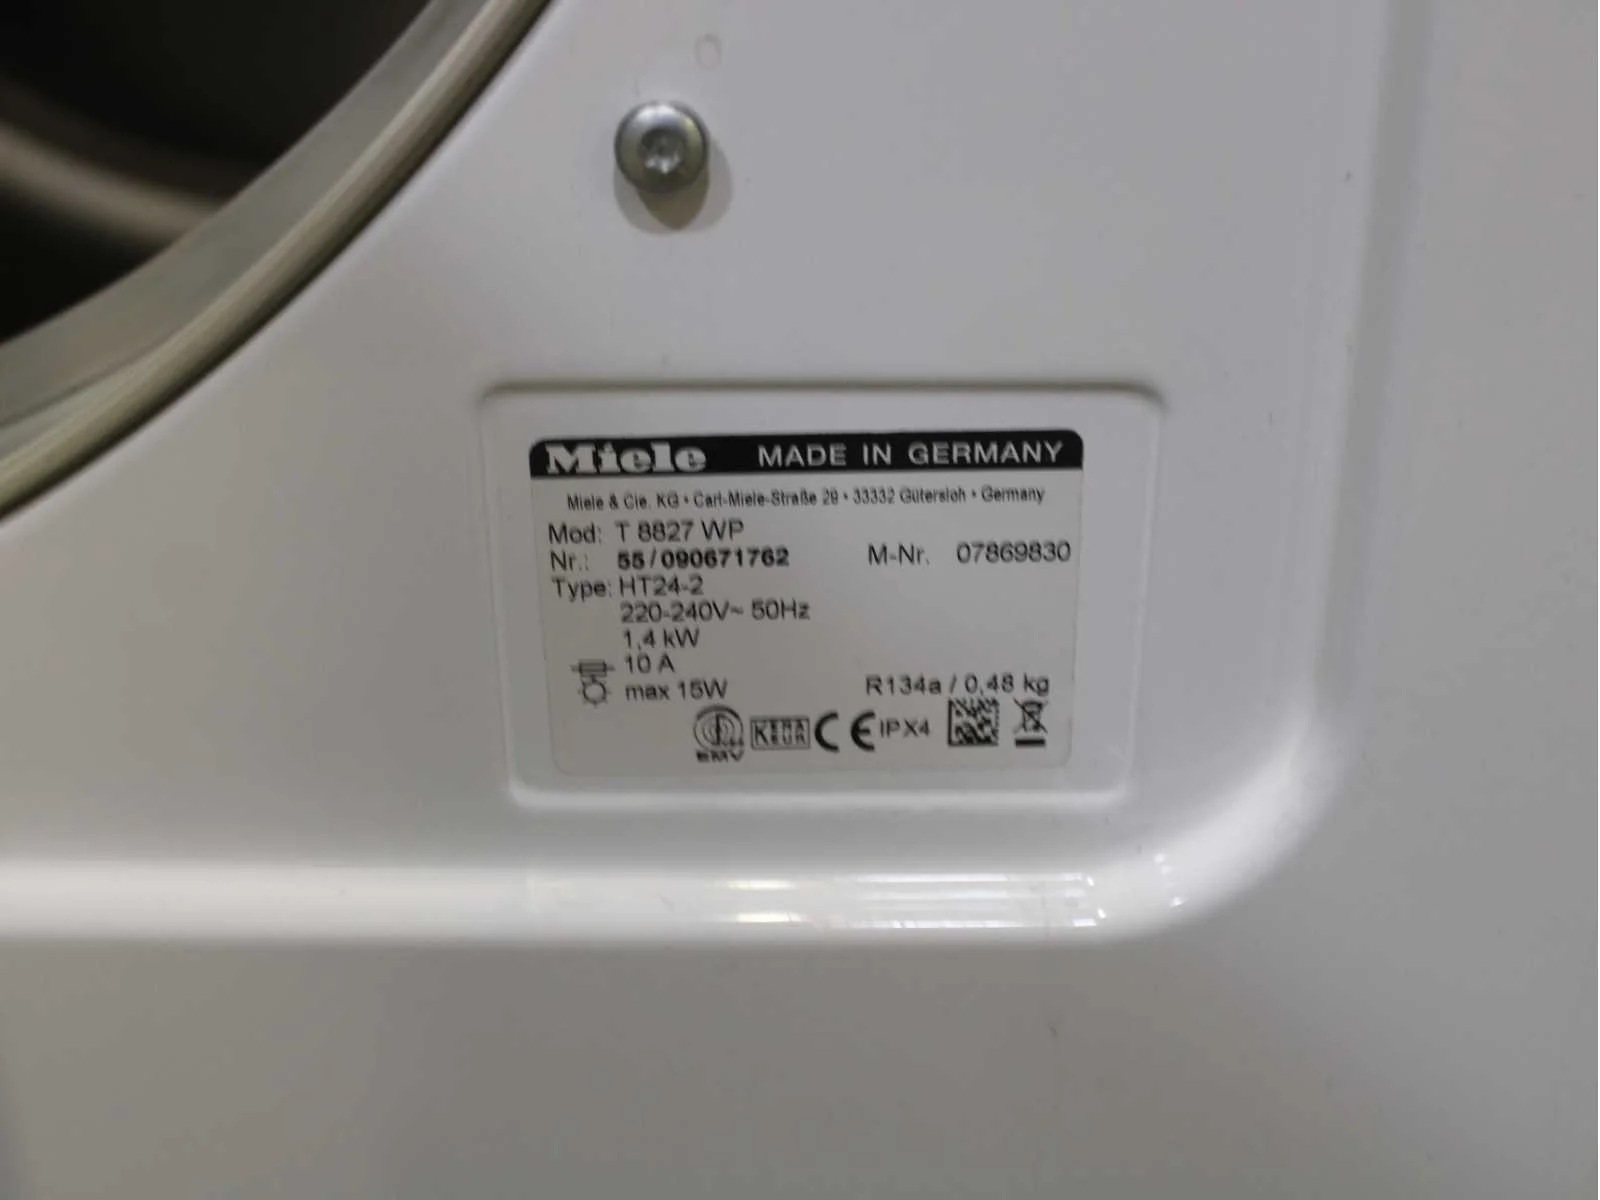 Miele MADE IN GERMANY
Miele & Cie. KG • Carl-Miele-Straße 29 • 33332 Gütersloh • Germany
Mod: T 8827 WP
Nr.: 55/090671762 M-Nr. 07869830
Type: HT24-2
220-240V~ 50Hz
1,4 kW
10 A
max 15W R134a / 0,48 kg
KEMA KEUR CE IPX4
EMV